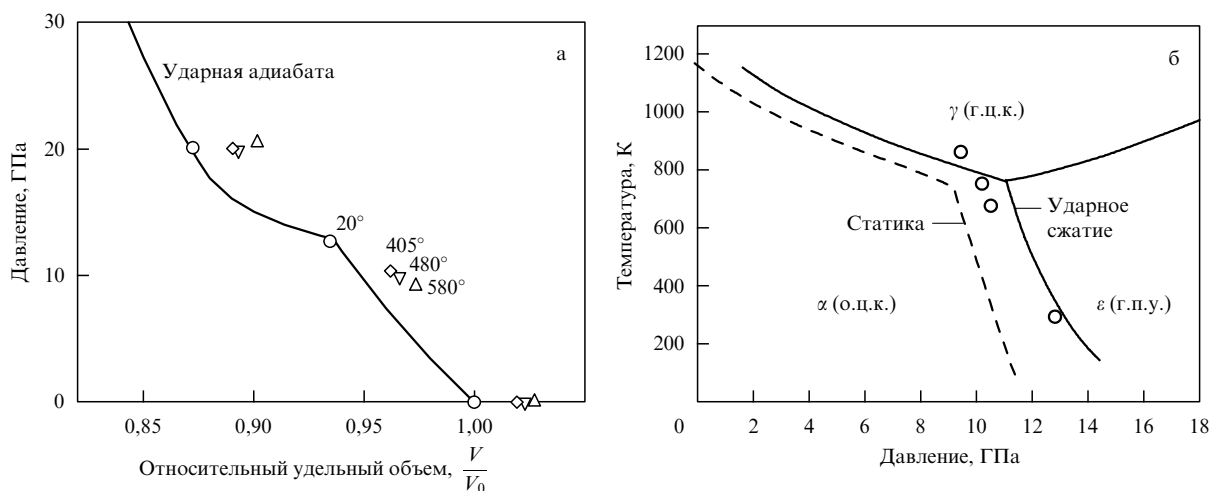 30
20
10
0
Давление, ГПа
0,85
0,90
0,95
1,00
Относительный удельный объем, V/V₀
Ударная адиабата
а
20°
405°
480°
580°
1200
1000
800
600
400
200
0
Температура, К
2
4
6
8
10
12
14
16
18
Давление, ГПа
б
γ (г.ц.к.)
Статика
Ударное
сжатие
α (о.ц.к.)
ε (г.п.у.)